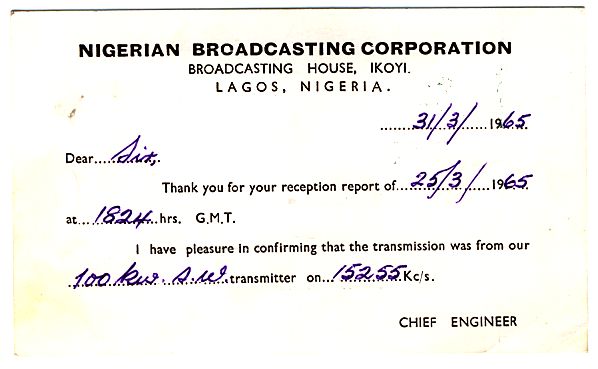 NIGERIAN BROADCASTING CORPORATION
BROADCASTING HOUSE, IKOYI.
LAGOS, NIGERIA.
........31/3/......1965.
Dear....Sir,.
Thank you for your reception report of...25/3/....1965
at...1824..hrs. G.M.T.
I have pleasure in confirming that the transmission was from our
100 kw. S.W. transmitter on...15255.Kc/s.
CHIEF ENGINEER